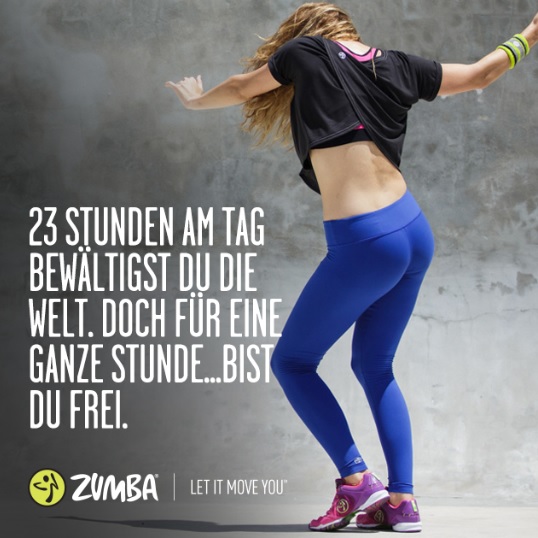 23 STUNDEN AM TAG
BEWÄLTIGST DU DIE
WELT. DOCH FÜR EINE
GANZE STUNDE...BIST
DU FREI.
ZUMBA® | LET IT MOVE YOU™